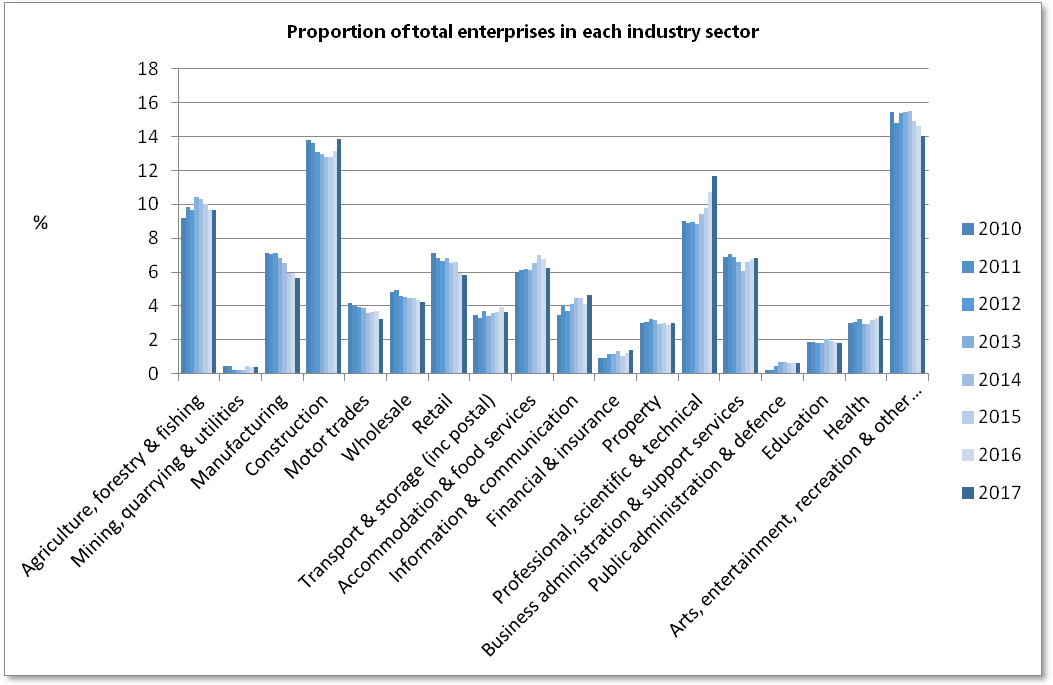 Proportion of total enterprises in each industry sector
18
16
14
12
10
8
6
4
2
0
%
Agriculture, forestry & fishing
Mining, quarrying & utilities
Manufacturing
Construction
Motor trades
Wholesale
Retail
Transport & storage (inc postal)
Accommodation & food services
Information & communication
Financial & insurance
Property
Professional, scientific & technical
Business administration & support services
Public administration & defence
Education
Health
Arts, entertainment, recreation & other...
2010
2011
2012
2013
2014
2015
2016
2017